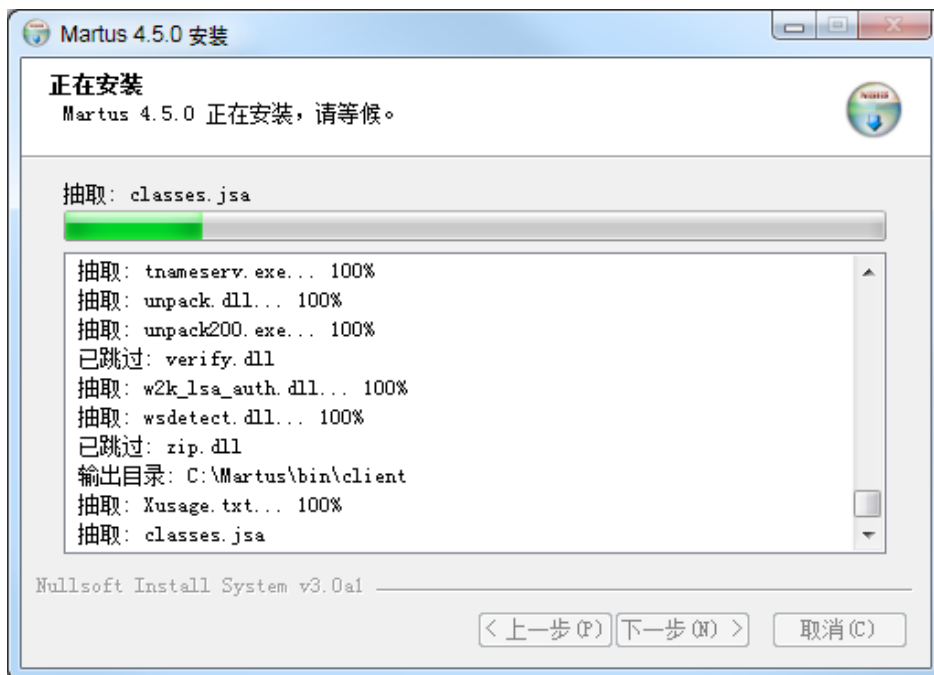 Martus 4.5.0 安装
正在安装
Martus 4.5.0 正在安装，请等候。
抽取: classes.jsa
抽取: tnameserv.exe... 100%
抽取: unpack.dll... 100%
抽取: unpack200.exe... 100%
已跳过: verify.dll
抽取: w2k_lsa_auth.dll... 100%
抽取: wsdetect.dll... 100%
已跳过: zip.dll
输出目录: C:\Martus\bin\client
抽取: Xusage.txt... 100%
抽取: classes.jsa
Nullsoft Install System v3.0a1
< 上一步(P) 下一步(N) > 取消(C)